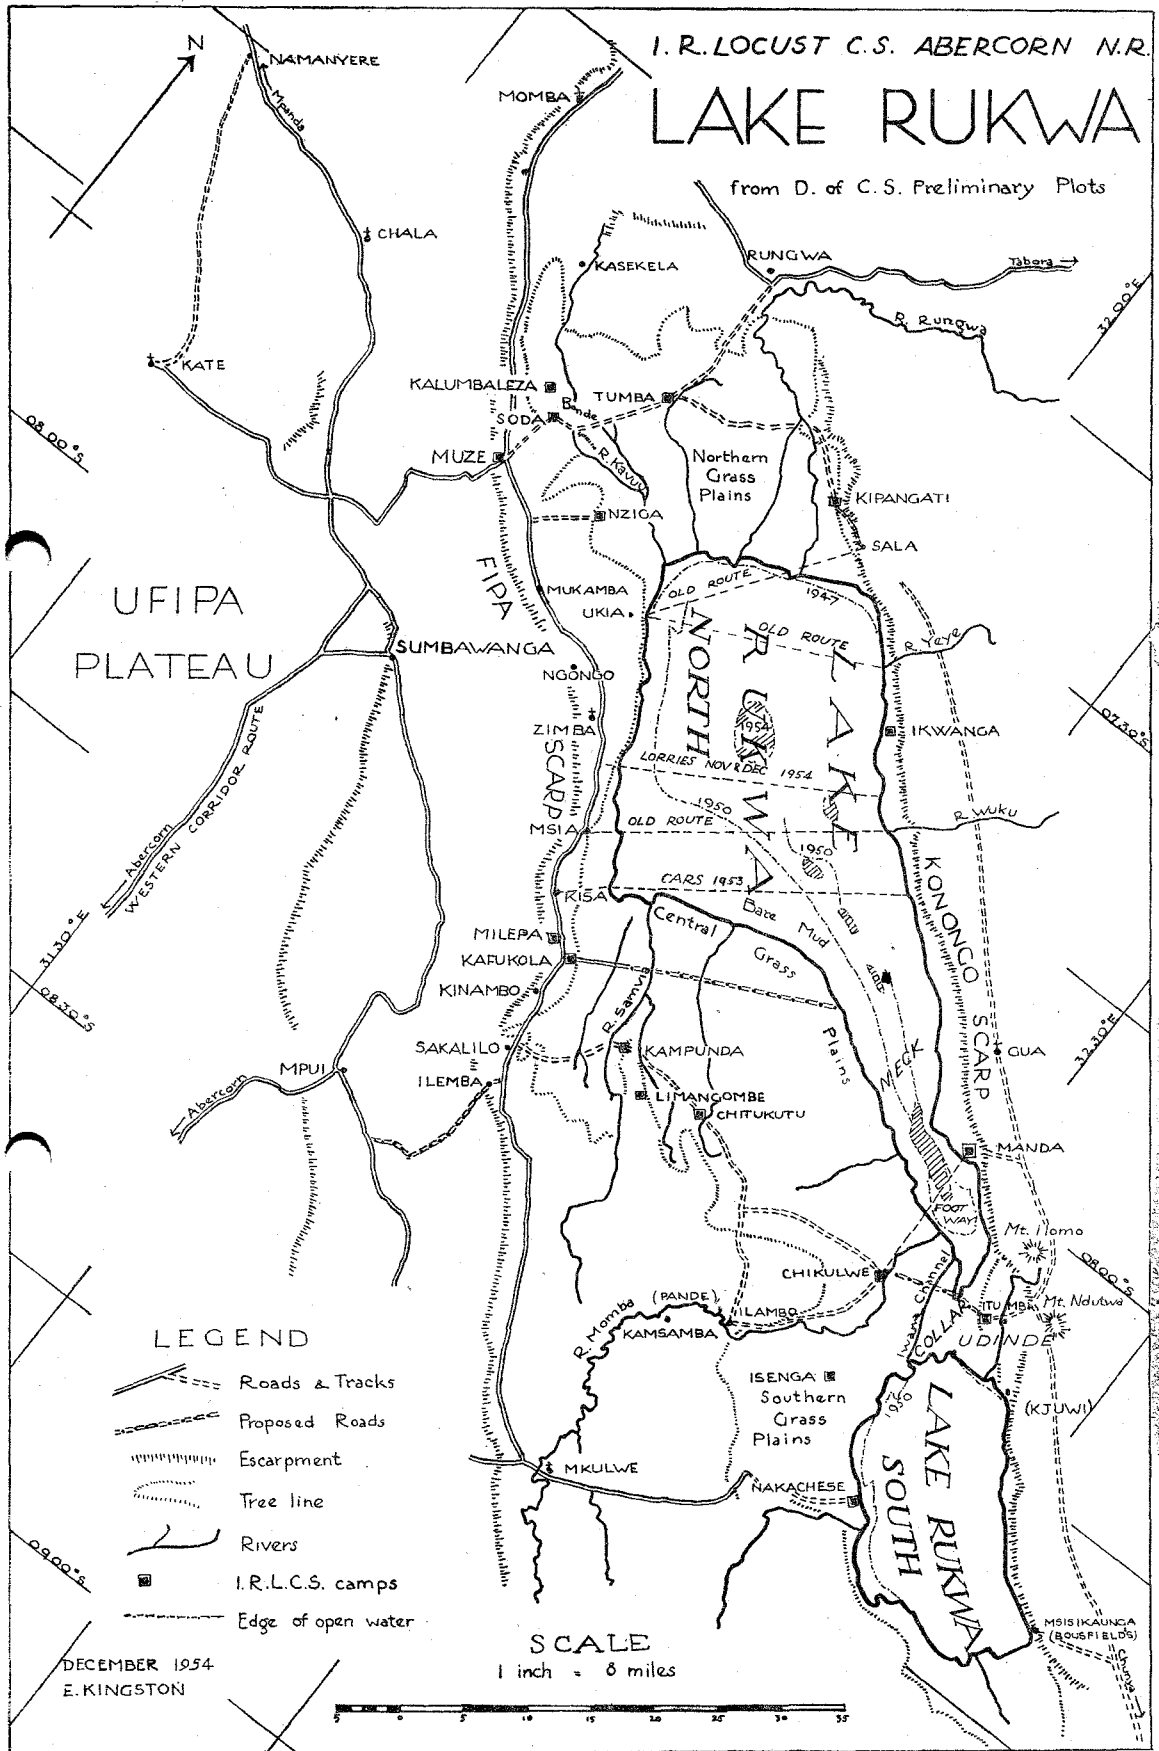 I.R.LOCUST C.S. ABERCORN N.R.
LAKE RUKWA
from D. of C.S. Preliminary Plots
N
NAMANYERE
Mpanda
MOMBA
CHALA
KASEKELA
RUNGWA
Tabora
32.00°E
R. Rungwa
KATE
KALUMBALEZA
TUMBA
Bande
SODA
08.00°S
MUZE
R. Kavuu
Northern
Grass
Plains
KIPANGATI
NZIGA
SALA
FIPA
SCARP
UFIPA
PLATEAU
MUKAMBA
UKIA
OLD ROUTE
1947
OLD ROUTE
R. Yeye
SUMBAWANGA
NGONGO
ZIMBA
LAKE
RUKWA
NORTH
1954
IKWANGA
07.30°S
LORRIES NOV & DEC 1954
1950
MSIA
OLD ROUTE
R. Wuku
Abercorn
WESTERN CORRIDOR ROUTE
1950
KISA
CARS 1953
KONONGO
SCARP
Bare
Mud
Central
Grass
Plains
31.30°E
08.30°S
MILEPA
KAFUKOLA
KINAMBO
R. Samvia
NECK
32.30°E
SAKALILO
KAMPUNDA
GUA
MPUI
ILEMBA
LIMANGOMBE
CHITUKUTU
Abercorn
MANDA
FOOT
WAY
Mt. Ilomo
08.00°S
CHIKULWE
Iwana Channel
COLLAR
ITUMBA
Mt. Ndutwa
UDINDE
(PANDE)
ILAMBO
R. Momba
KAMSAMBA
LEGEND
Roads & Tracks
Proposed Roads
Escarpment
Tree line
Rivers
I.R.L.C.S. camps
Edge of open water
ISENGA
Southern
Grass
Plains
1950
(KJUWI)
LAKE RUKWA
SOUTH
MKULWE
NAKACHESE
09.00°S
MSISIKAUNGA
(BOUSFIELDS)
Chunya
DECEMBER 1954
E. KINGSTON
SCALE
1 inch = 8 miles
5 0 5 10 15 20 25 30 35